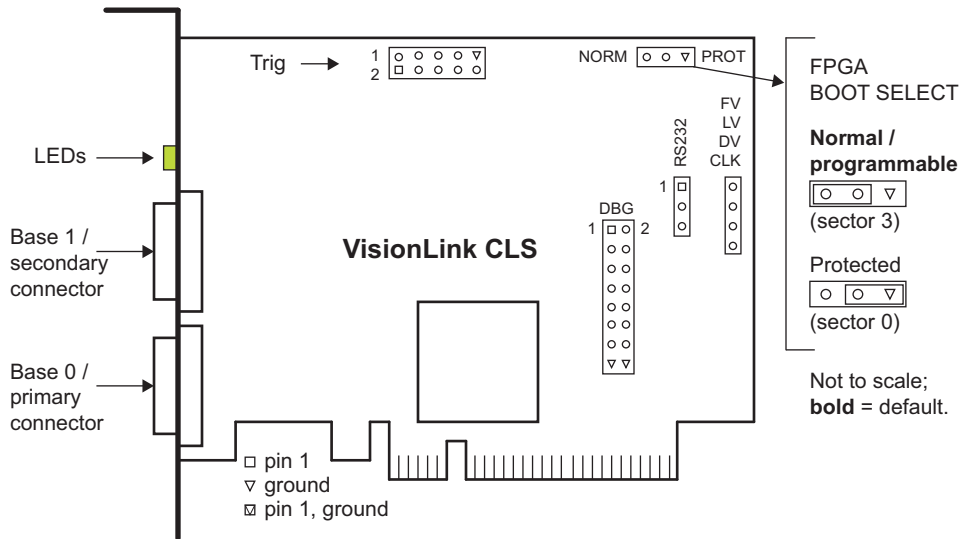 Trig
1
2
NORM
PROT
FPGA
BOOT SELECT
Normal /
programmable
(sector 3)
Protected
(sector 0)
Not to scale;
bold = default.
FV
LV
DV
CLK
RS232
1
DBG
1 2
LEDs
Base 1 /
secondary
connector
VisionLink CLS
Base 0 /
primary
connector
pin 1
ground
pin 1, ground